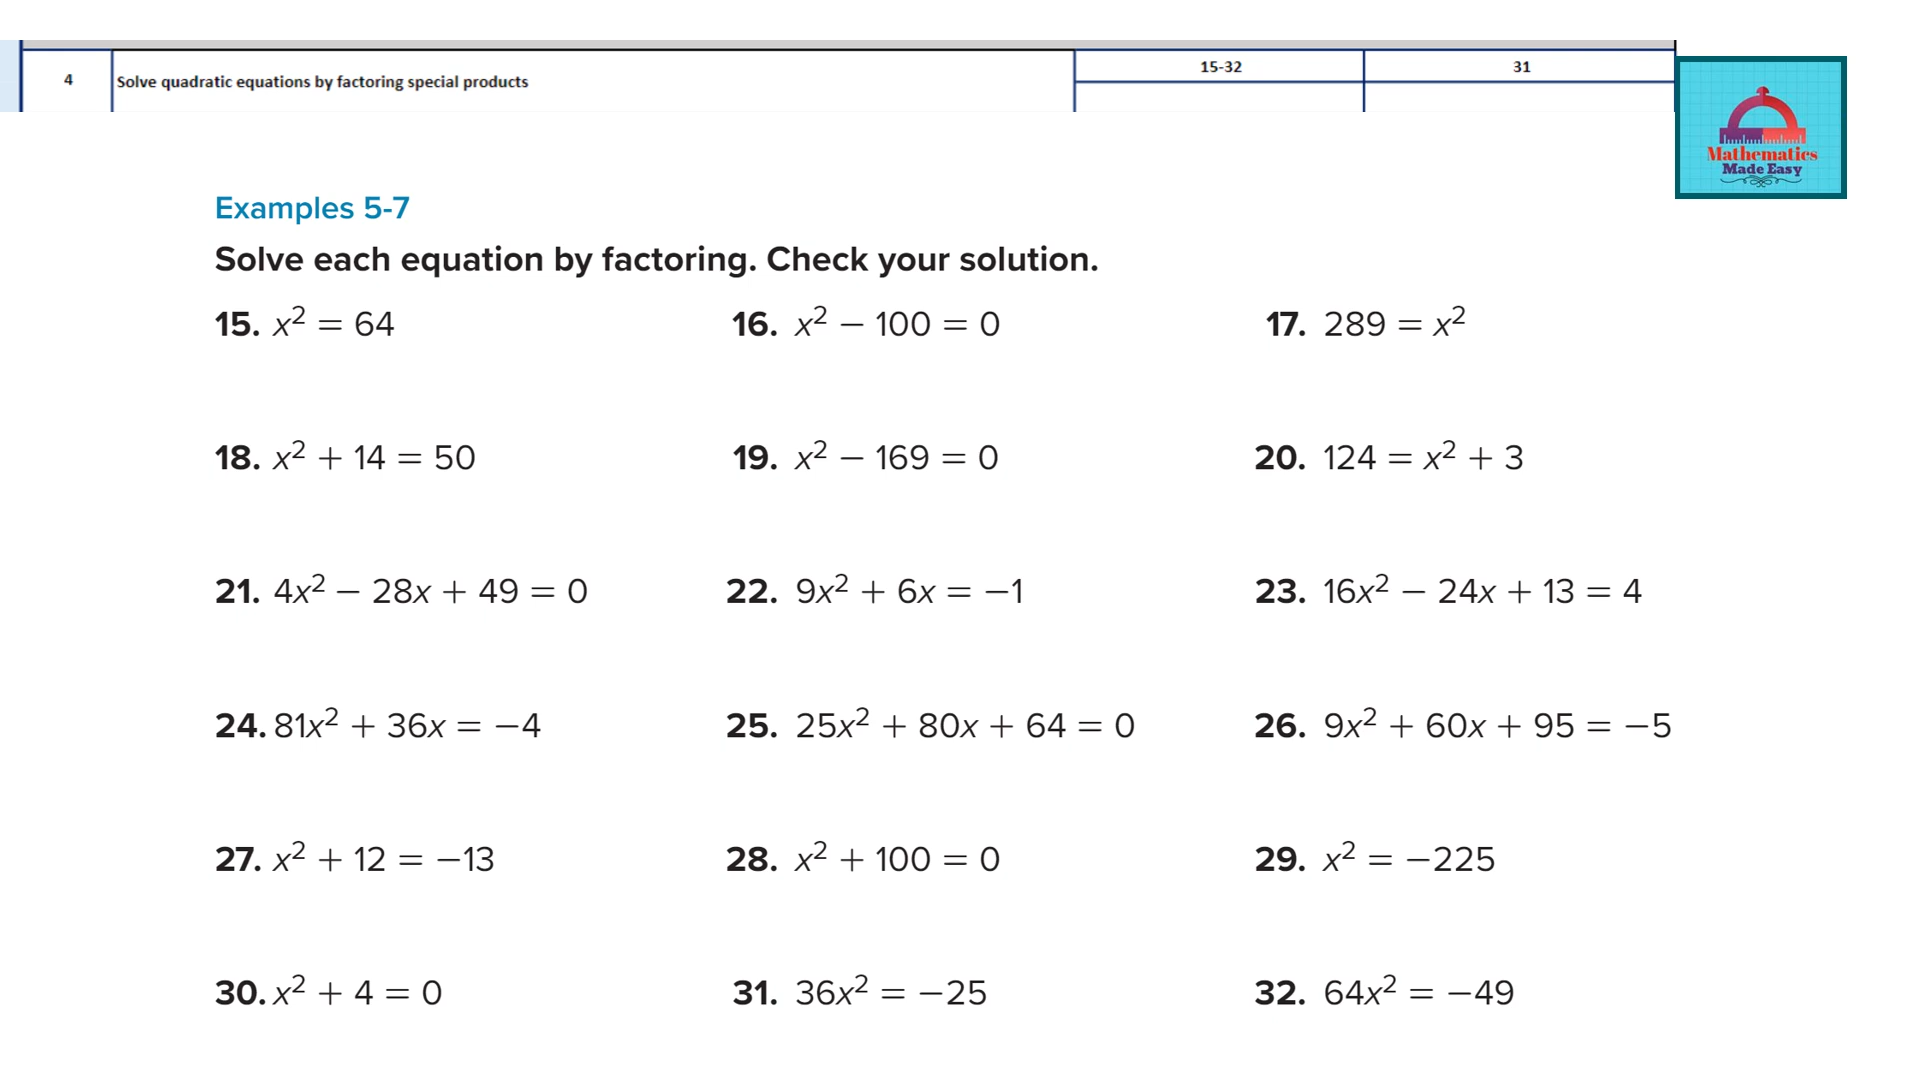 4 Solve quadratic equations by factoring special products 15-32 31
Mathematics
Made Easy
Examples 5-7
Solve each equation by factoring. Check your solution.
15. x² = 64 16. x² − 100 = 0 17. 289 = x²
18. x² + 14 = 50 19. x² − 169 = 0 20. 124 = x² + 3
21. 4x² − 28x + 49 = 0 22. 9x² + 6x = −1 23. 16x² − 24x + 13 = 4
24. 81x² + 36x = −4 25. 25x² + 80x + 64 = 0 26. 9x² + 60x + 95 = −5
27. x² + 12 = −13 28. x² + 100 = 0 29. x² = −225
30. x² + 4 = 0 31. 36x² = −25 32. 64x² = −49